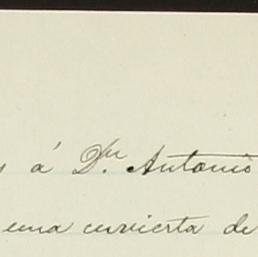 á Dn. Antonio
una cuvierta de